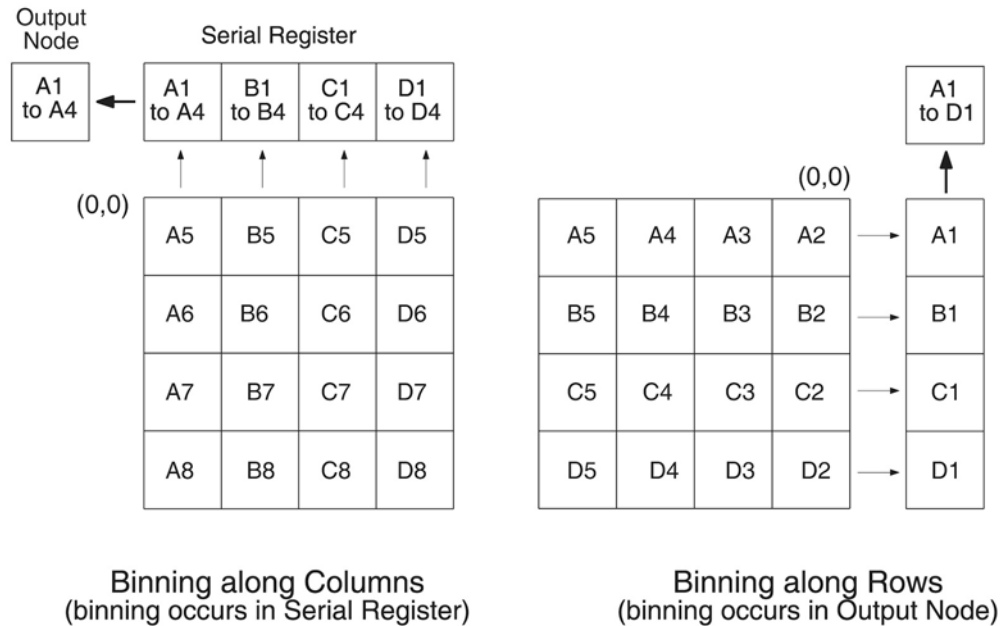 Output
Node
Serial Register
A1
to A4
A1
to A4
B1
to B4
C1
to C4
D1
to D4
(0,0)
A5 B5 C5 D5
A6 B6 C6 D6
A7 B7 C7 D7
A8 B8 C8 D8
Binning along Columns
(binning occurs in Serial Register)
A1
to D1
(0,0)
A5 A4 A3 A2 A1
B5 B4 B3 B2 B1
C5 C4 C3 C2 C1
D5 D4 D3 D2 D1
Binning along Rows
(binning occurs in Output Node)